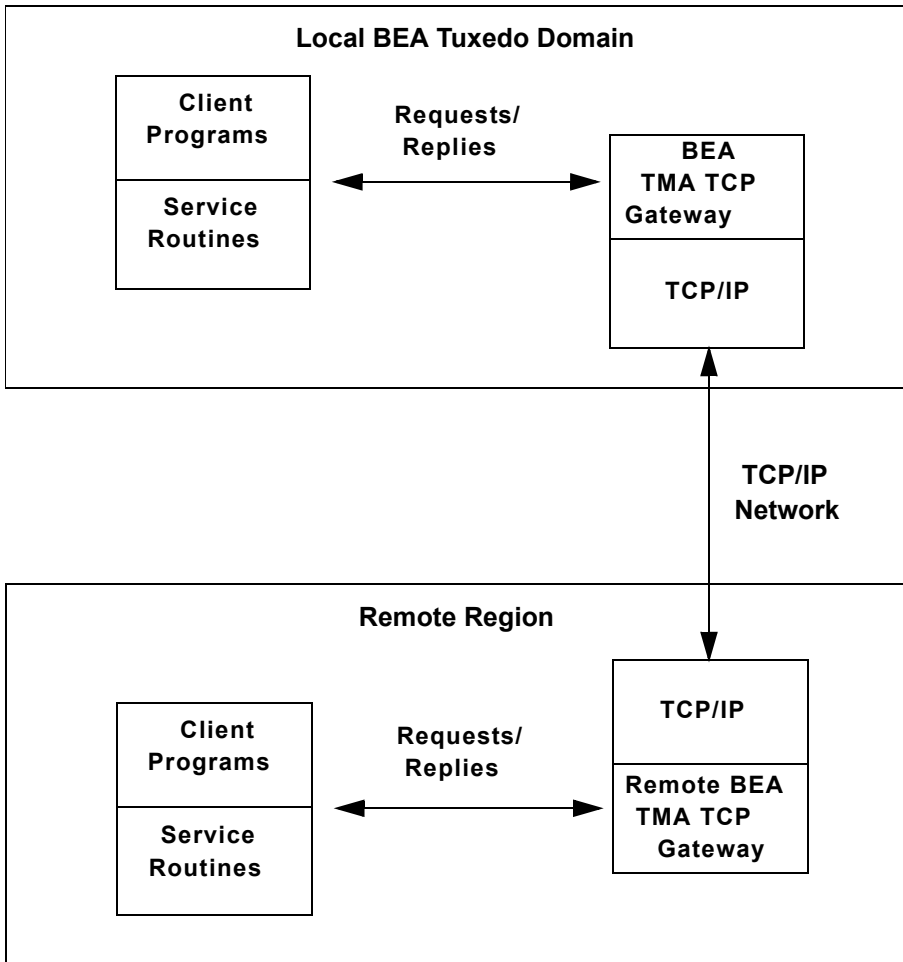 Local BEA Tuxedo Domain
Client
Programs
Service
Routines
Requests/
Replies
BEA
TMA TCP
Gateway
TCP/IP
TCP/IP
Network
Remote Region
Client
Programs
Service
Routines
Requests/
Replies
TCP/IP
Remote BEA
TMA TCP
Gateway